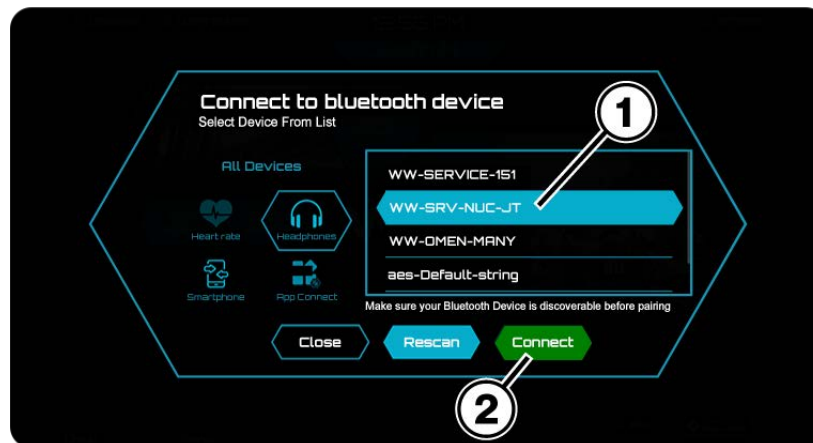 Connect to bluetooth device
Select Device From List
1
All Devices
WW-SERVICE-151
WW-SRV-NUC-JT
WW-OMEN-MANY
aes-Default-string
Heart rate
Headphones
Smartphone
App Connect
Make sure your Bluetooth Device is discoverable before pairing
Close
Rescan
Connect
2